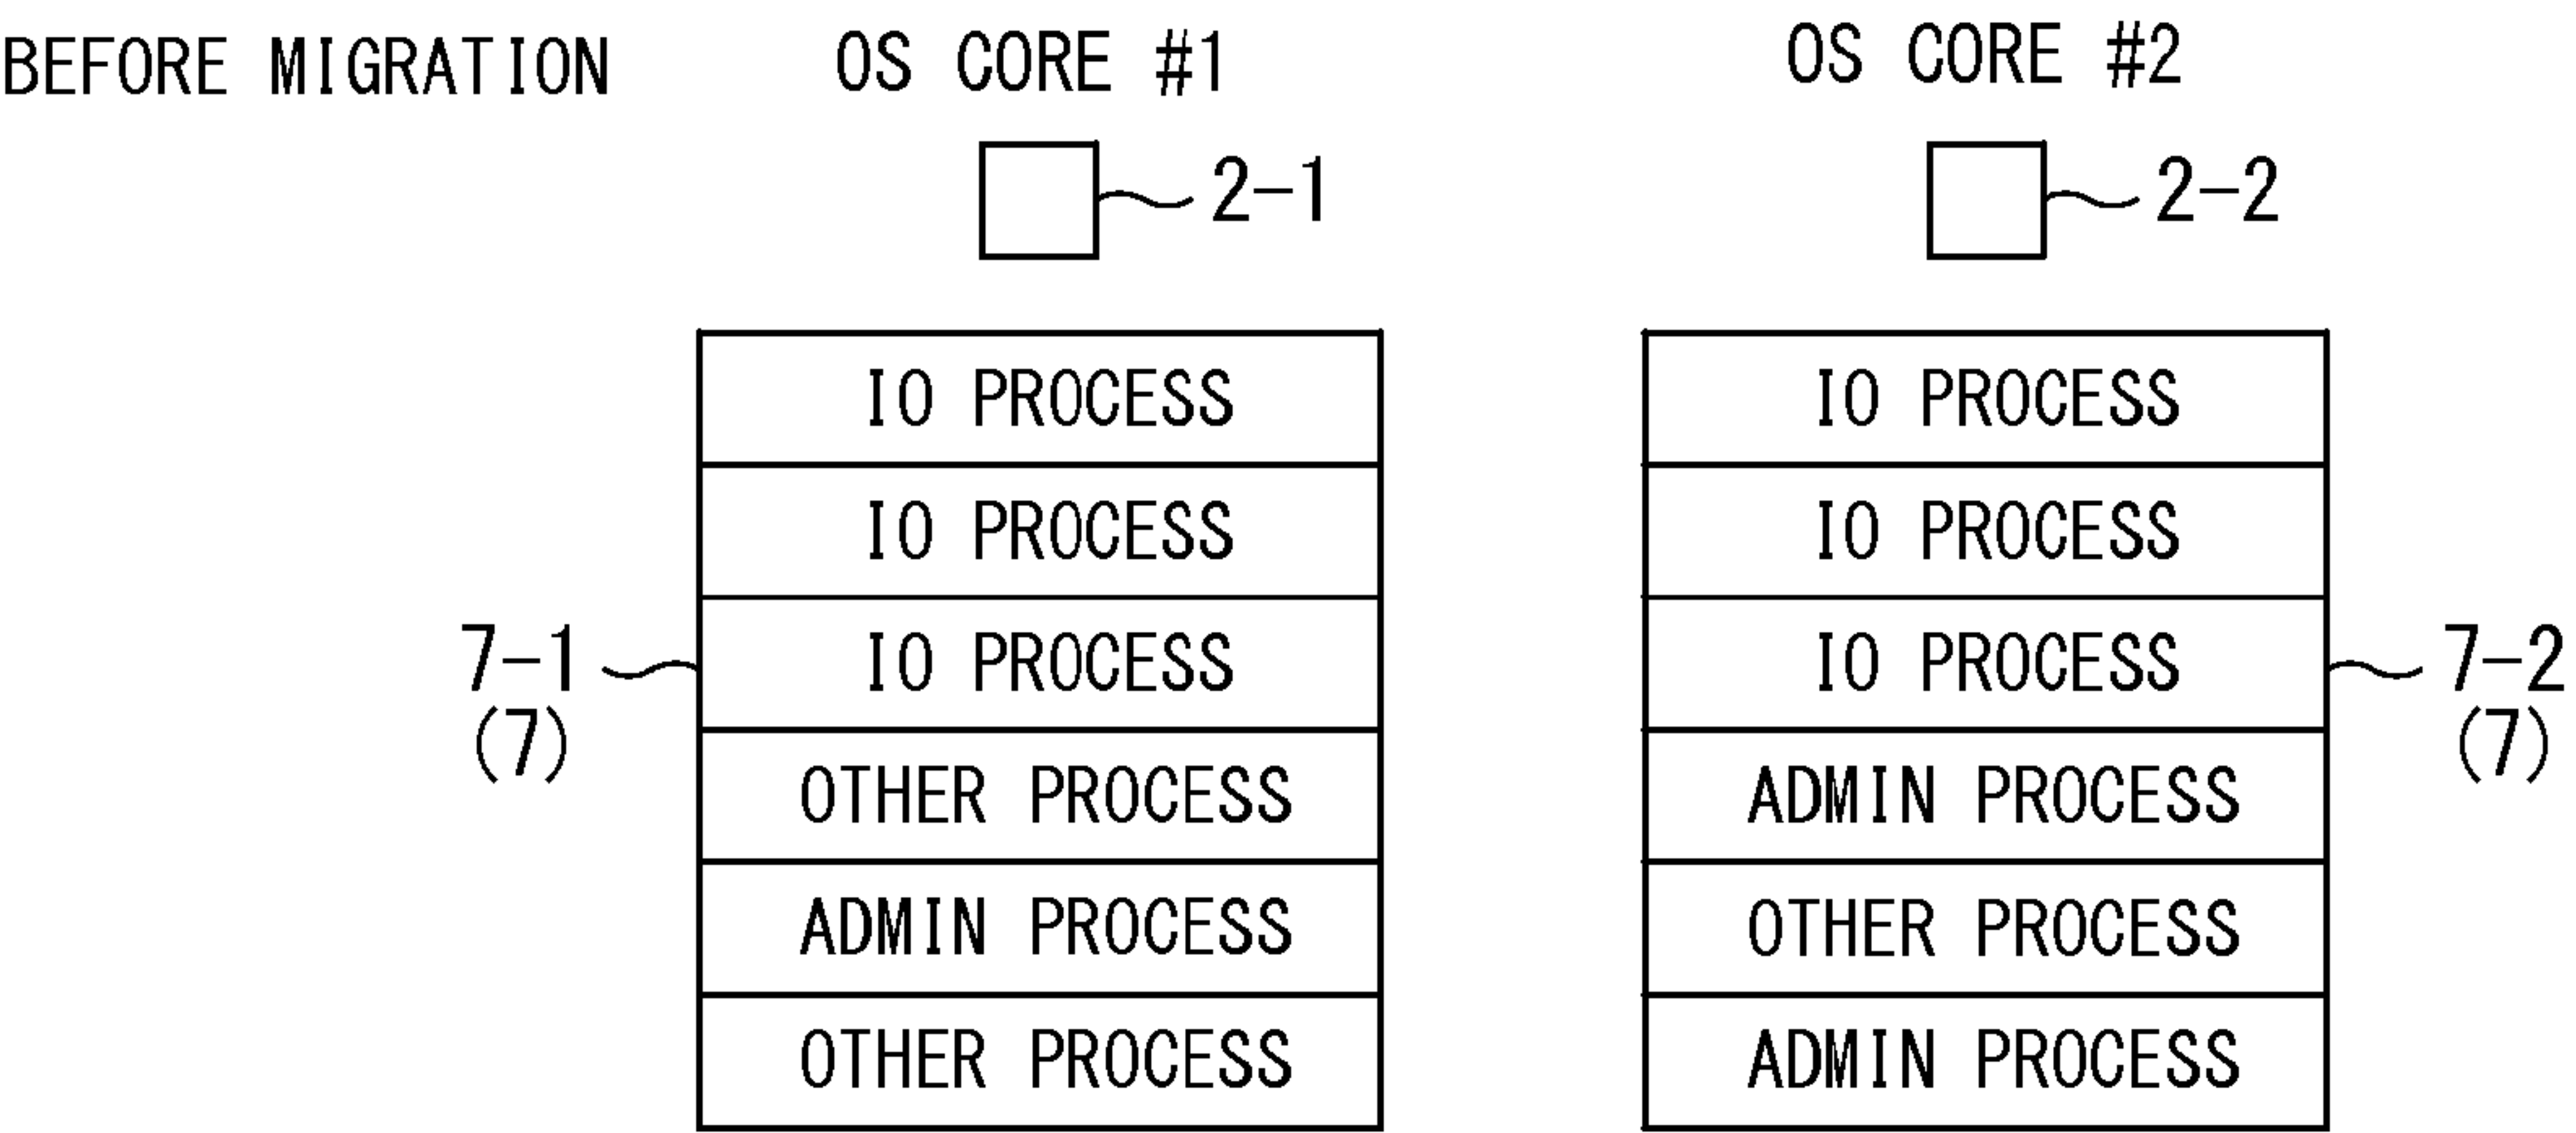 BEFORE MIGRATION
OS CORE #1
OS CORE #2
2-1
2-2
IO PROCESS
IO PROCESS
IO PROCESS
OTHER PROCESS
ADMIN PROCESS
OTHER PROCESS
7-1
(7)
IO PROCESS
IO PROCESS
IO PROCESS
ADMIN PROCESS
OTHER PROCESS
ADMIN PROCESS
7-2
(7)